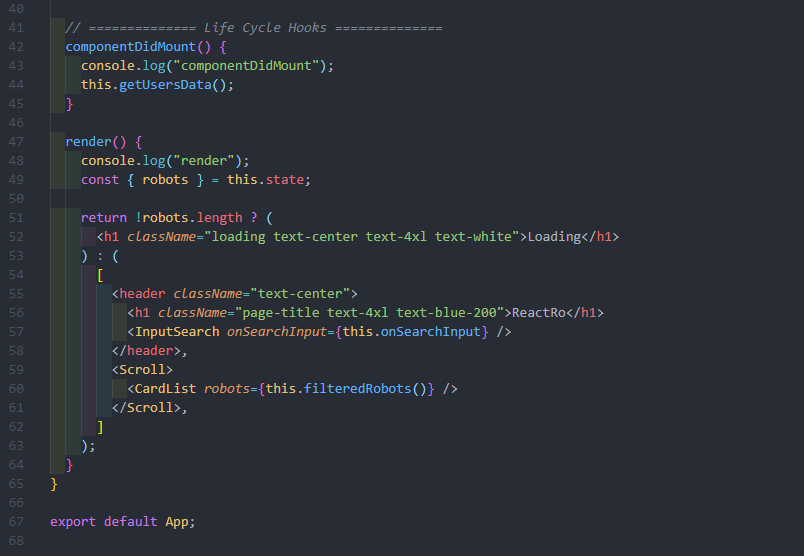 40
41 // ============== Life Cycle Hooks ==============
42 componentDidMount() {
43 console.log("componentDidMount");
44 this.getUsersData();
45 }
46
47 render() {
48 console.log("render");
49 const { robots } = this.state;
50
51 return !robots.length ? (
52 <h1 className="loading text-center text-4xl text-white">Loading</h1>
53 ) : (
54 [
55 <header className="text-center">
56 <h1 className="page-title text-4xl text-blue-200">ReactRo</h1>
57 <InputSearch onSearchInput={this.onSearchInput} />
58 </header>,
59 <Scroll>
60 <CardList robots={this.filteredRobots()} />
61 </Scroll>,
62 ]
63 );
64 }
65 }
66
67 export default App;
68